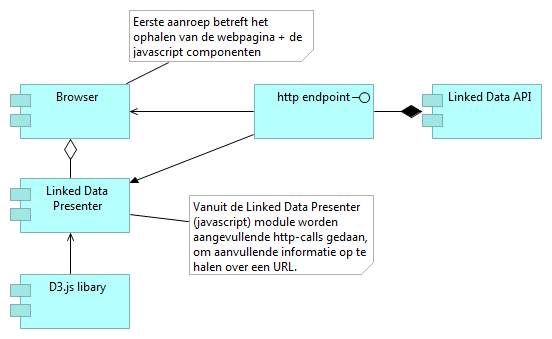 Eerste aanroep betreft het
ophalen van de webpagina + de
javascript componenten
Browser
http endpoint
Linked Data API
Linked Data
Presenter
Vanuit de Linked Data Presenter
(javascript) module worden
aangevullende http-calls gedaan,
om aanvullende informatie op te
halen over een URL.
D3.js libary